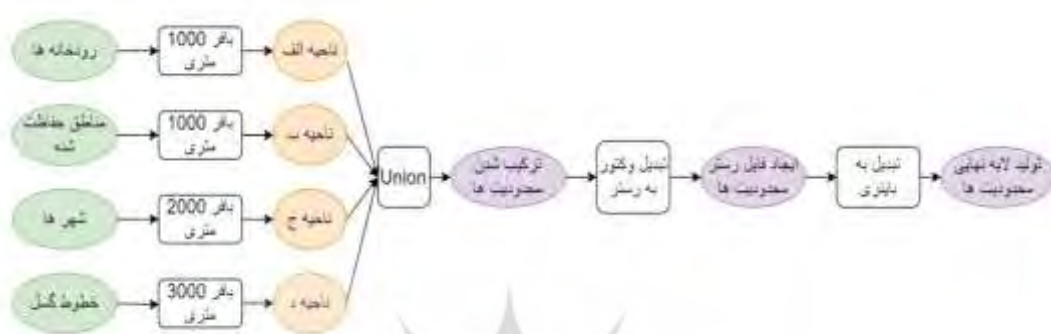 رودخانه ها
بافر 1000
متری
ناحیه الف
مناطق حفاظت
شده
بافر 1000
متری
ناحیه ب
شهر ها
بافر 2000
متری
ناحیه ج
خطوط گسل
بافر 3000
متری
ناحیه د
Union
ترکیب شدن
محدودیت ها
تبدیل وکتور
به رستر
ایجاد فایل رستر
محدودیت ها
تبدیل به
باینری
تولید لایه نهایی
محدودیت ها